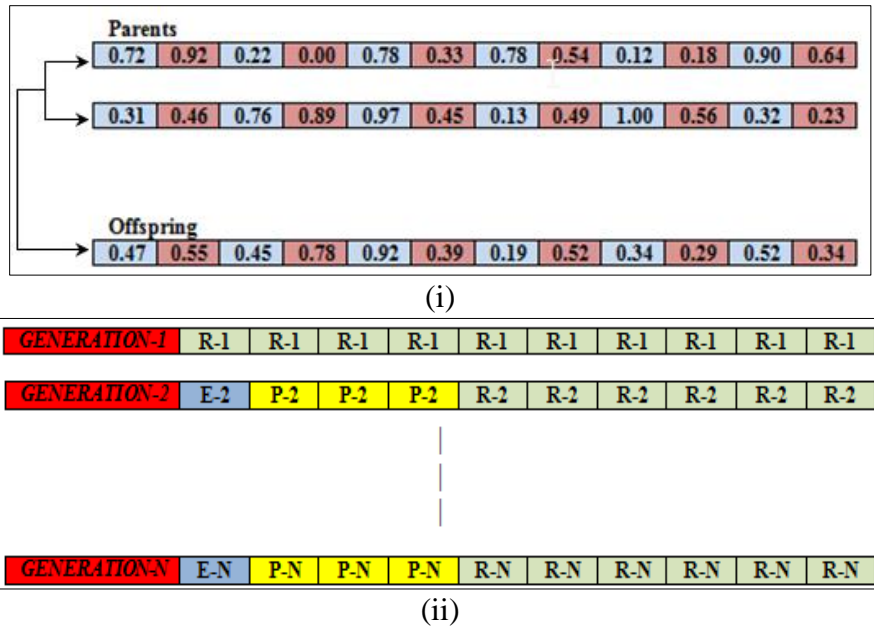 Parents
0.72 0.92 0.22 0.00 0.78 0.33 0.78 0.54 0.12 0.18 0.90 0.64
0.31 0.46 0.76 0.89 0.97 0.45 0.13 0.49 1.00 0.56 0.32 0.23
Offspring
0.47 0.55 0.45 0.78 0.92 0.39 0.19 0.52 0.34 0.29 0.52 0.34
(i)
GENERATION-1 R-1 R-1 R-1 R-1 R-1 R-1 R-1 R-1 R-1 R-1
GENERATION-2 E-2 P-2 P-2 P-2 R-2 R-2 R-2 R-2 R-2 R-2
GENERATION-N E-N P-N P-N P-N R-N R-N R-N R-N R-N R-N
(ii)